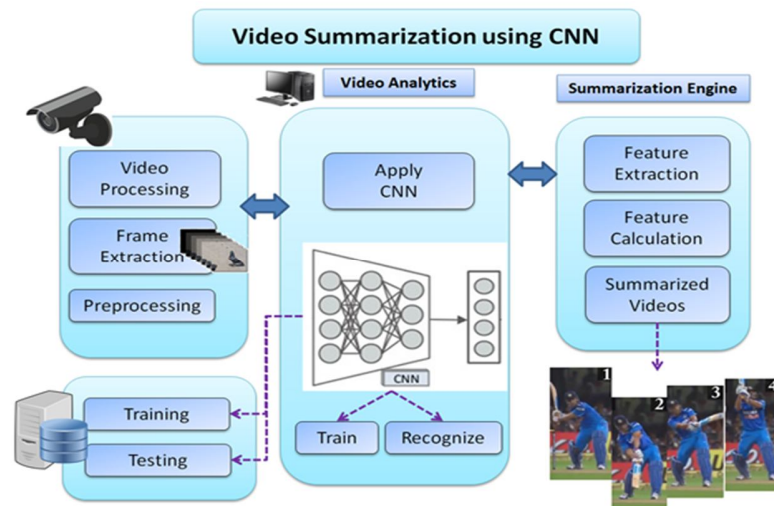 Video Summarization using CNN
Video Analytics
Summarization Engine
Video
Processing
Frame
Extraction
Preprocessing
Apply
CNN
CNN
Train
Recognize
Feature
Extraction
Feature
Calculation
Summarized
Videos
Training
Testing
1
2
3
4